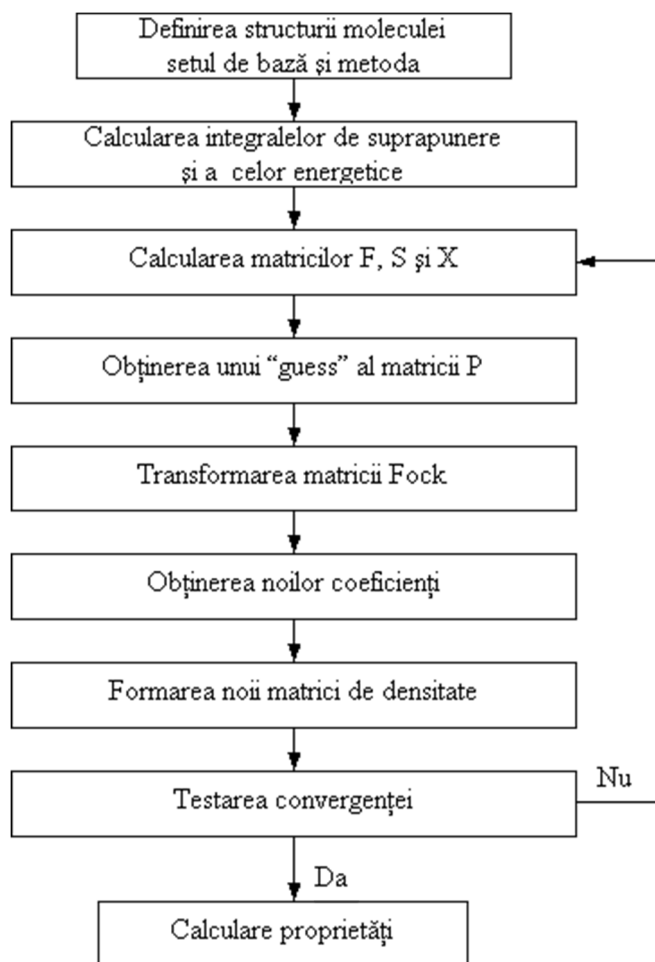 Definirea structurii moleculei
setul de bază şi metoda
Calcularea integralelor de suprapunere
şi a celor energetice
Calcularea matricilor F, S şi X
Obţinerea unui “guess” al matricii P
Transformarea matricii Fock
Obţinerea noilor coeficienţi
Formarea noii matrici de densitate
Testarea convergenţei
Nu
Da
Calculare proprietăţi